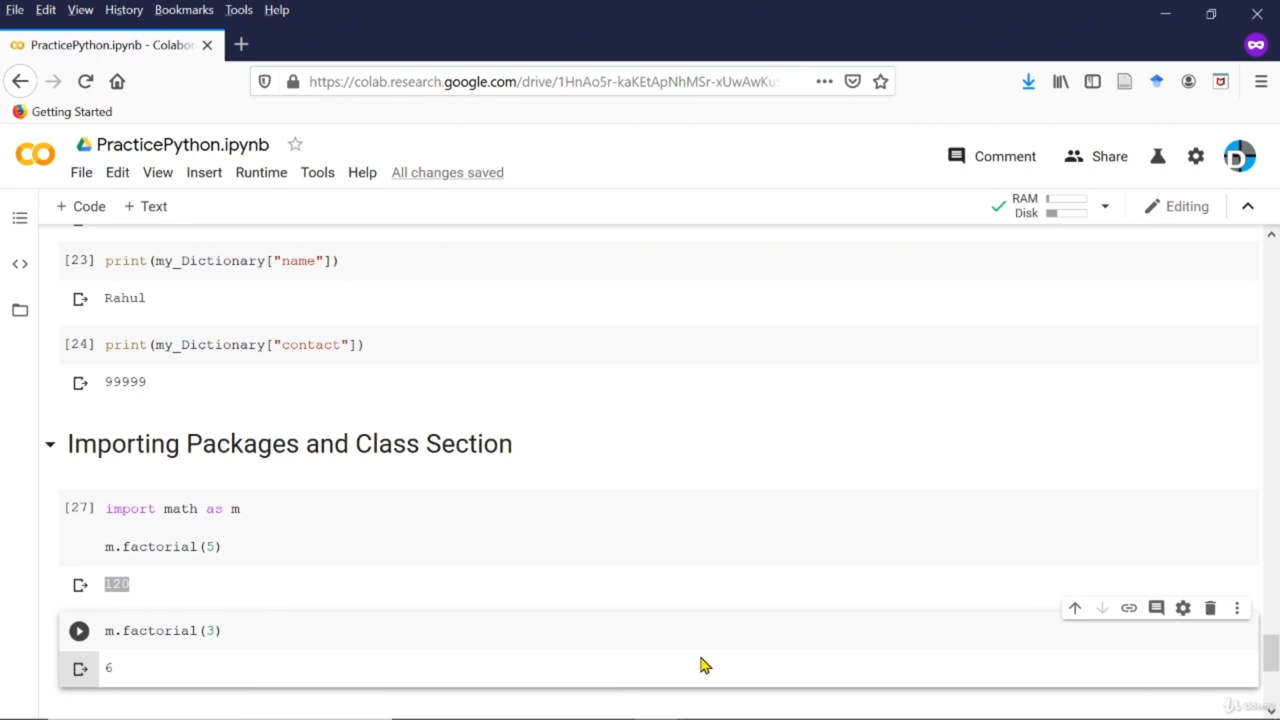 File Edit View History Bookmarks Tools Help
PracticePython.ipynb - Colabor
https://colab.research.google.com/drive/1HnAo5r-kaKEtApNhMSr-xUwAwKu
Getting Started
PracticePython.ipynb
File Edit View Insert Runtime Tools Help All changes saved
Comment Share
+ Code + Text
RAM
Disk
Editing
[23] print(my_Dictionary["name"])
Rahul
[24] print(my_Dictionary["contact"])
99999
Importing Packages and Class Section
[27] import math as m
m.factorial(5)
120
m.factorial(3)
6
Udemy